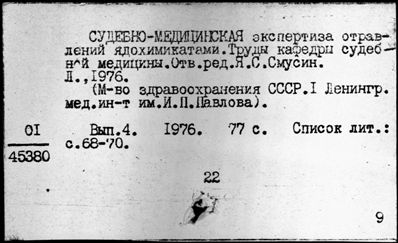 СУДЕБНО-МЕДИЦИНСКАЯ экспертиза отрав-
лений ядохимикатами. Труды кафедры судеб-
н^й медицины. Отв.ред.Я.С.Смусин.
Л.,1976.
(М-во здравоохранения СССР. I Ленингр.
мед.ин-т им.И.П.Павлова).
01 Вып.4. 1976. 77 с. Список лит.:
45380 с.68-70.
22
9